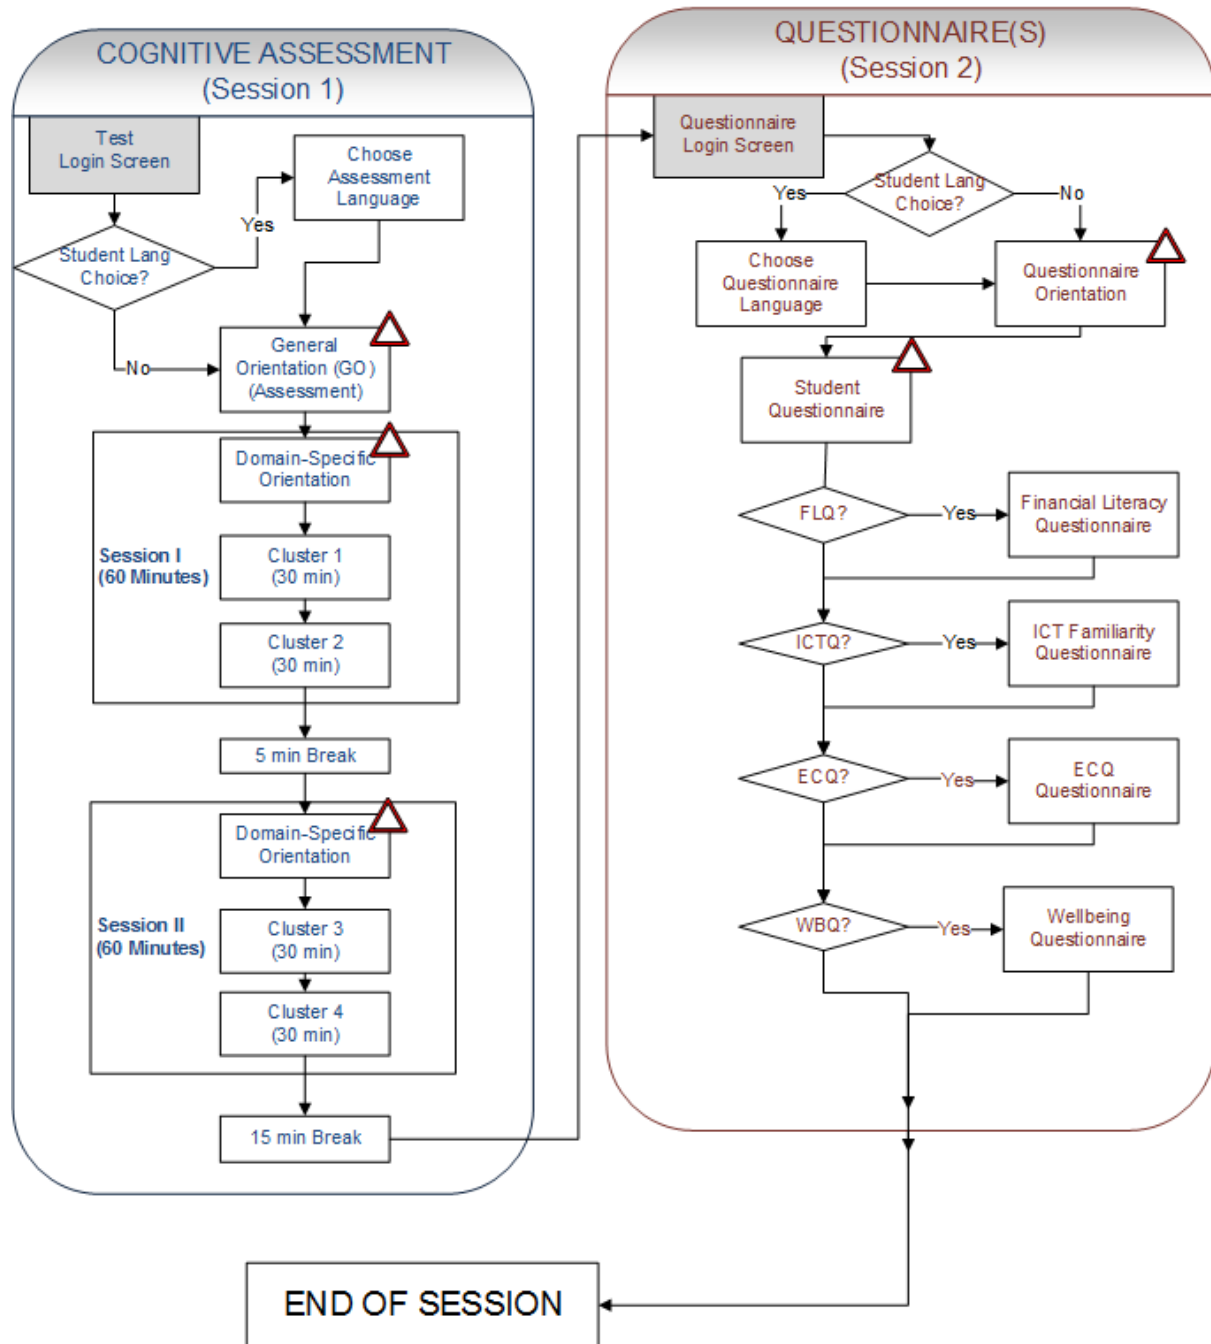 COGNITIVE ASSESSMENT
(Session 1)
Test
Login Screen
Choose
Assessment
Language
Yes
Student Lang
Choice?
No
General
Orientation (GO)
(Assessment)
Domain-Specific
Orientation
Session I
(60 Minutes)
Cluster 1
(30 min)
Cluster 2
(30 min)
5 min Break
Domain-Specific
Orientation
Session II
(60 Minutes)
Cluster 3
(30 min)
Cluster 4
(30 min)
15 min Break
QUESTIONNAIRE(S)
(Session 2)
Questionnaire
Login Screen
Student Lang
Choice?
Yes
No
Choose
Questionnaire
Language
Questionnaire
Orientation
Student
Questionnaire
FLQ?
Yes
Financial Literacy
Questionnaire
ICTQ?
Yes
ICT Familiarity
Questionnaire
ECQ?
Yes
ECQ
Questionnaire
WBQ?
Yes
Wellbeing
Questionnaire
END OF SESSION